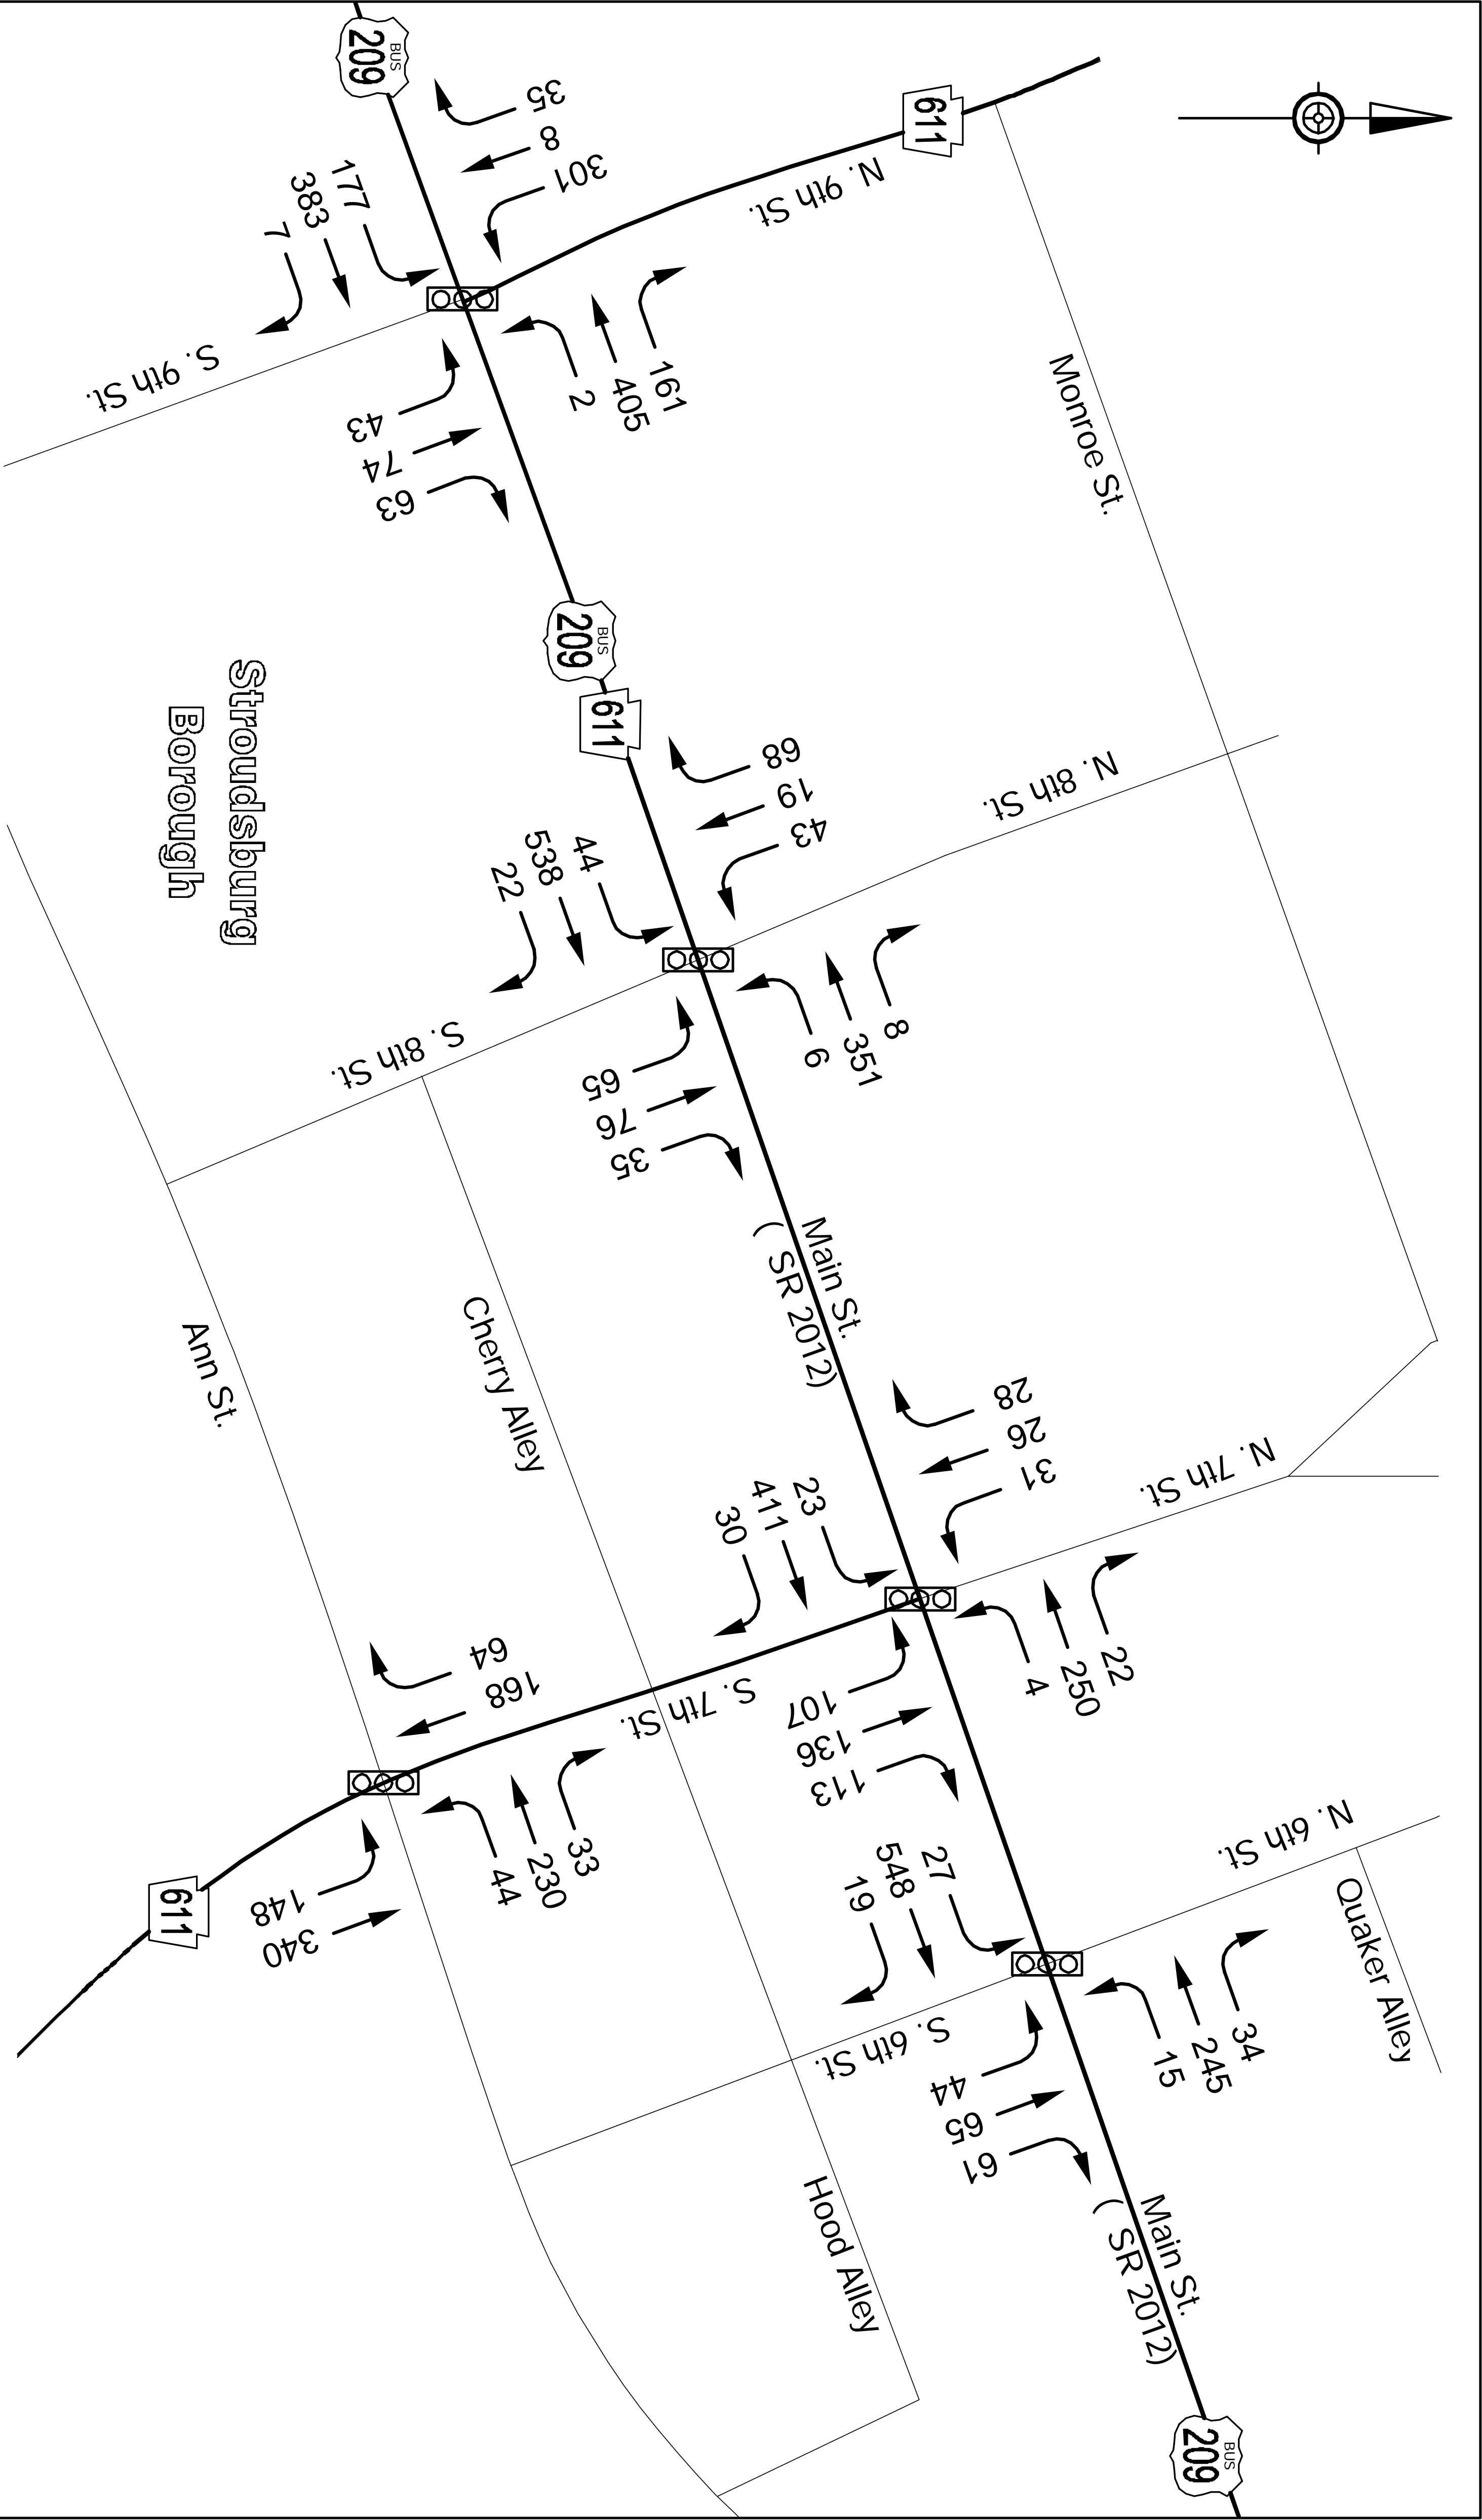 BUS
209
35
8
301
177
383
7
N. 9th St.
S. 9th St.
611
161
405
2
43
74
63
Monroe St.
BUS
209
611
Stroudsburg
Borough
68
19
43
44
538
22
N. 8th St.
S. 8th St.
8
351
6
65
76
35
Main St.
( SR 2012)
Cherry Alley
Ann St.
28
26
31
23
411
30
N. 7th St.
S. 7th St.
22
250
4
107
136
113
64
168
33
230
44
148
340
611
27
548
19
N. 6th St.
S. 6th St.
Quaker Alley
34
245
15
44
65
61
Hood Alley
Main St.
( SR 2012)
BUS
209